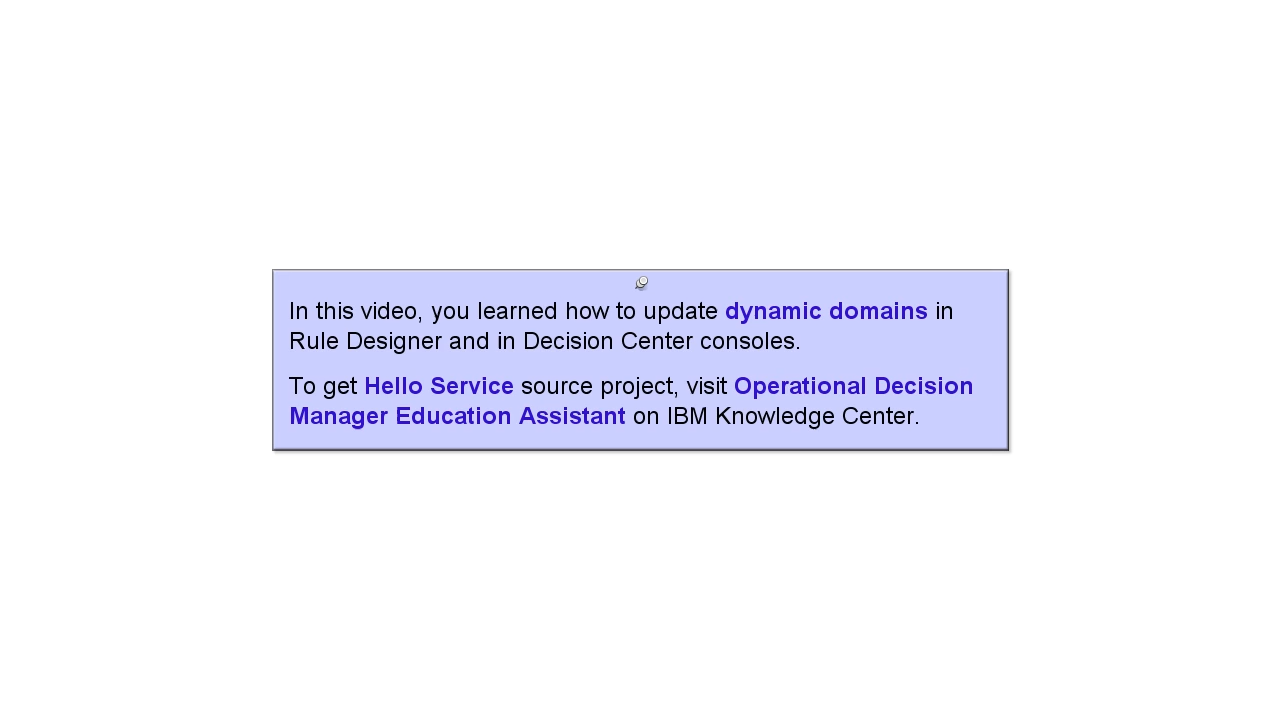 In this video, you learned how to update dynamic domains in
Rule Designer and in Decision Center consoles.
To get Hello Service source project, visit Operational Decision
Manager Education Assistant on IBM Knowledge Center.